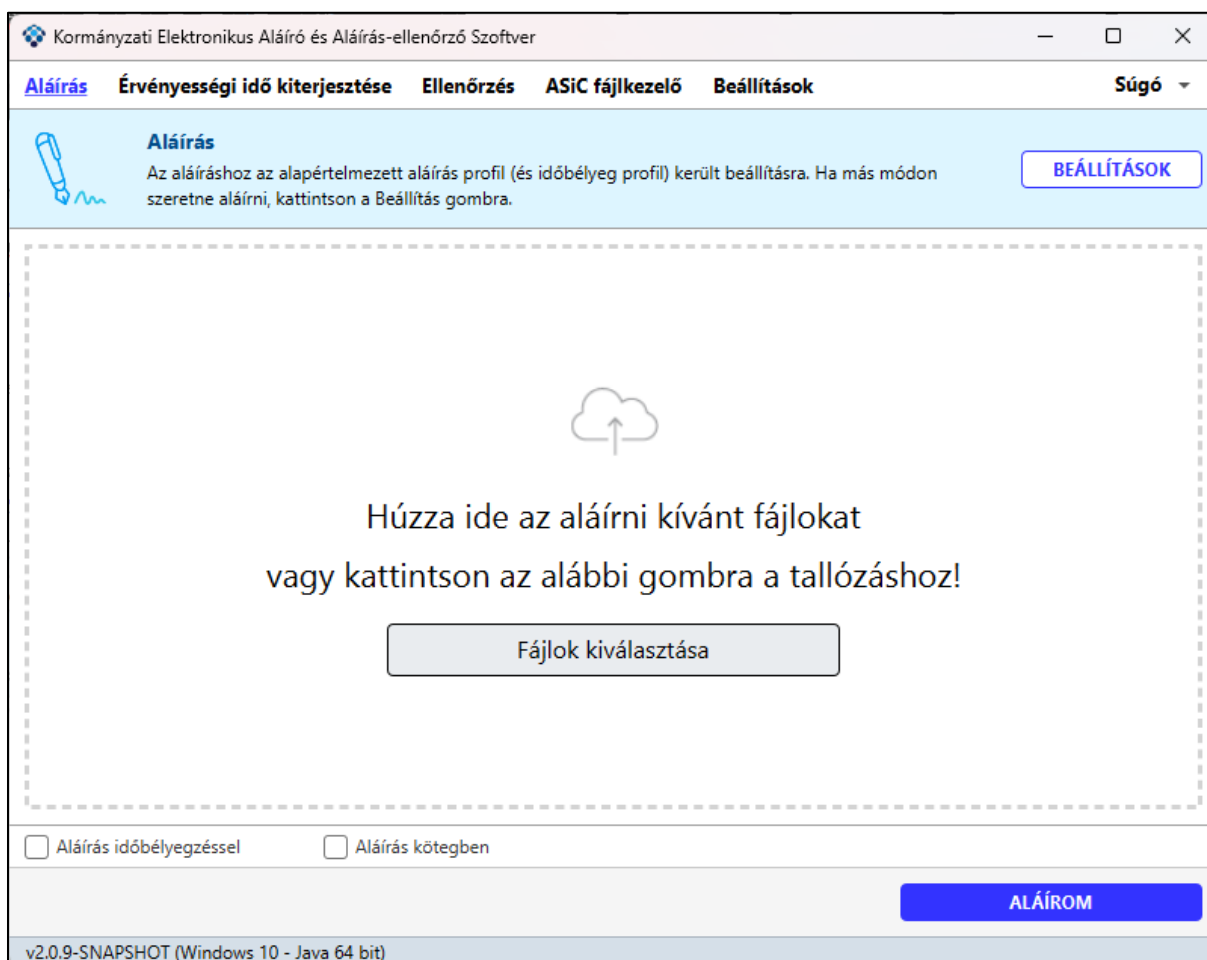 Kormányzati Elektronikus Aláíró és Aláírás-ellenőrző Szoftver
Aláírás Érvényességi idő kiterjesztése Ellenőrzés ASiC fájlkezelő Beállítások Súgó
Aláírás
Az aláíráshoz az alapértelmezett aláírás profil (és időbélyeg profil) került beállításra. Ha más módon
szeretne aláírni, kattintson a Beállítás gombra.
BEÁLLÍTÁSOK
Húzza ide az aláírni kívánt fájlokat
vagy kattintson az alábbi gombra a tallózáshoz!
Fájlok kiválasztása
Aláírás időbélyegzéssel Aláírás kötegben
ALÁÍROM
v2.0.9-SNAPSHOT (Windows 10 - Java 64 bit)